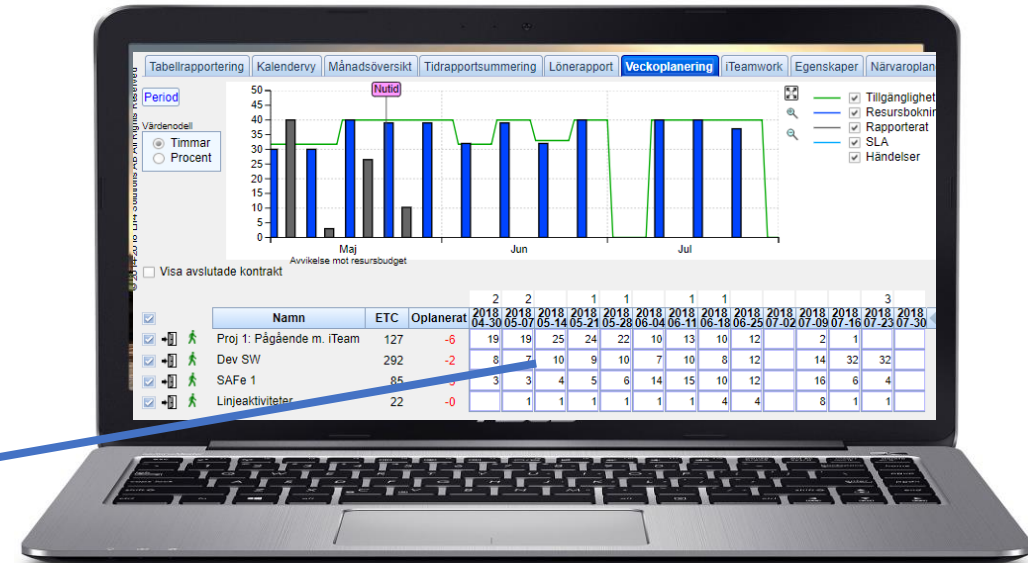 Tabellrapportering Kalendervy Månadsöversikt Tidrapportsummering Lönerapport Veckoplanering iTeamwork Egenskaper Närvaroplan
Period
Värdenodell
Timmar
Procent
50
45
40
35
30
25
20
15
10
5
0
Nutid
Maj Jun Jul
Avvikelse mot resursbudget
Tillgänglighet
Resursboknin
Rapporterat
SLA
Händelser
Visa avslutade kontrakt
2 2 1 1 1 1 3
Namn ETC Oplanerat 2018 04-30 2018 05-07 2018 05-14 2018 05-21 2018 05-28 2018 06-04 2018 06-11 2018 06-18 2018 06-25 2018 07-02 2018 07-09 2018 07-16 2018 07-23 2018 07-30
Proj 1: Pågående m. iTeam 127 -6 19 19 25 24 22 10 13 10 12 2 1
Dev SW 292 -2 8 7 10 9 10 7 10 8 12 14 32 32
SAFe 1 85 3 3 4 5 6 14 15 10 12 16 6 4
Linjeaktiviteter 22 -0 1 1 1 1 1 1 4 4 8 1 1